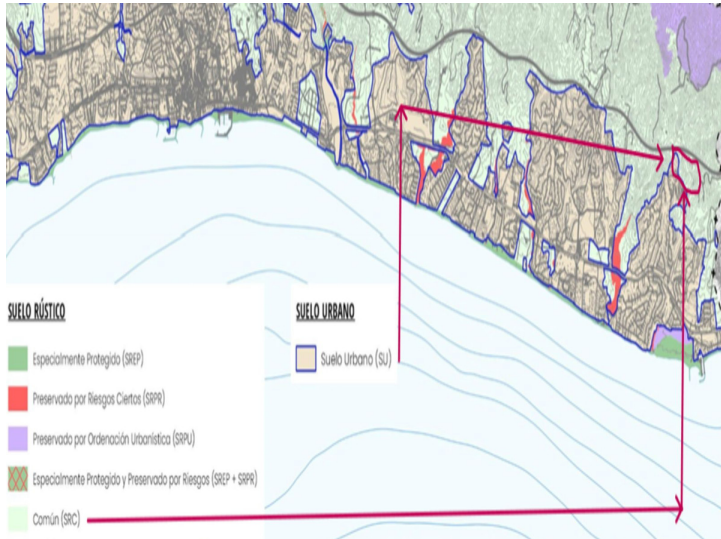 SUELO RÚSTICO
Especialmente Protegido (SREP)
Preservado por Riesgos Ciertos (SRPR)
Preservado por Ordenación Urbanística (SRPU)
Especialmente Protegido y Preservado por Riesgos (SREP + SRPR)
Común (SRC)
SUELO URBANO
Suelo Urbano (SU)